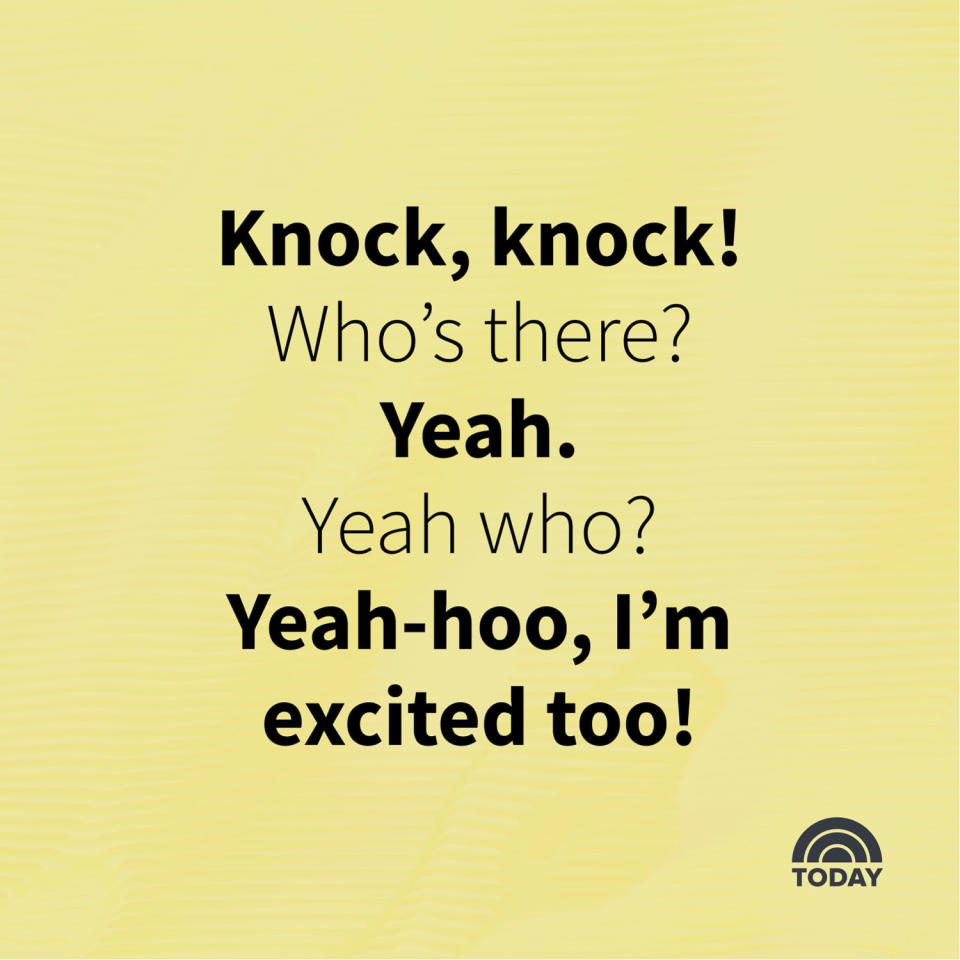 Knock, knock!
Who’s there?
Yeah.
Yeah who?
Yeah-hoo, I’m
excited too!
TODAY